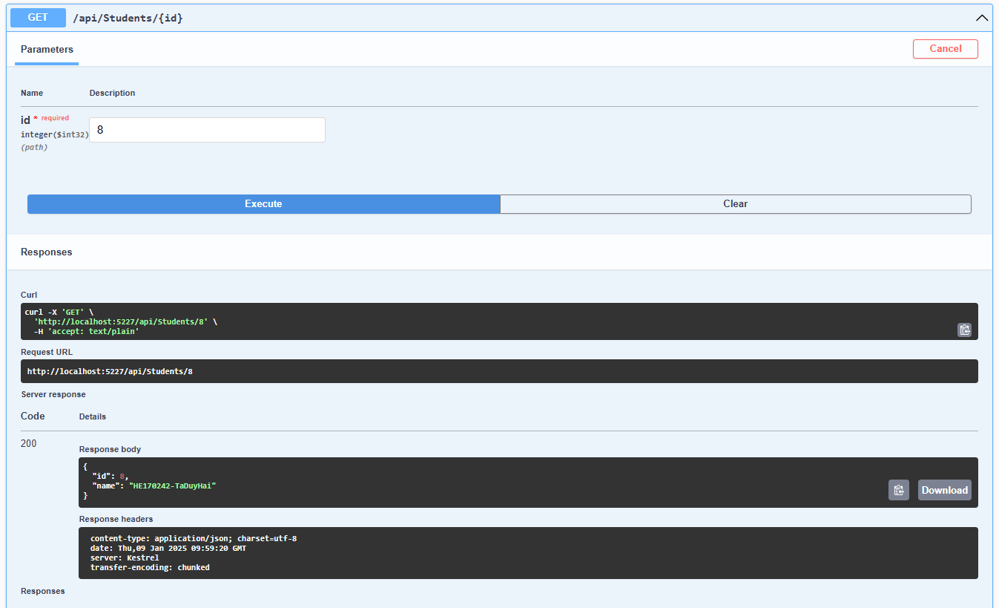 GET /api/Students/{id}
Parameters
Cancel
Name Description
id * required
integer($int32)
(path)
8
Execute
Clear
Responses
Curl
curl -X 'GET' \
'http://localhost:5227/api/Students/8' \
-H 'accept: text/plain'
Request URL
http://localhost:5227/api/Students/8
Server response
Code Details
200
Response body
{
"id": 8,
"name": "HE170242-TaDuyHai"
}
Download
Response headers
content-type: application/json; charset=utf-8
date: Thu,09 Jan 2025 09:59:20 GMT
server: Kestrel
transfer-encoding: chunked
Responses